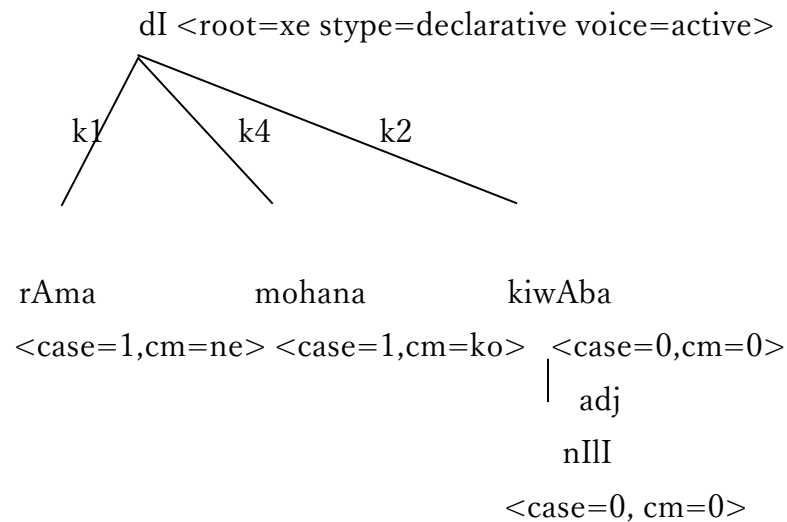 dI <root=xe stype=declarative voice=active>
k1 k4 k2
rAma mohana kiwAba
<case=1,cm=ne> <case=1,cm=ko> <case=0,cm=0>
adj
nIlI
<case=0, cm=0>